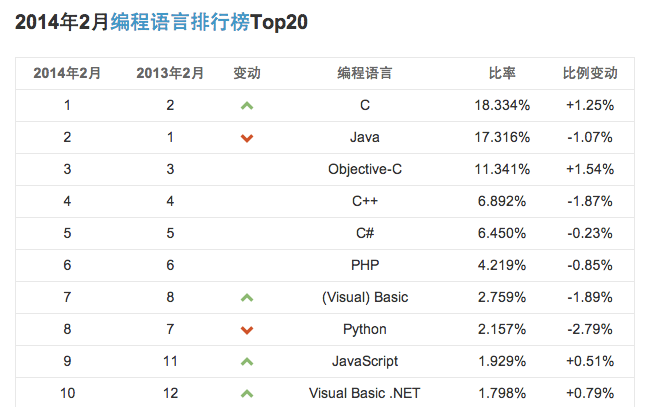 2014年2月编程语言排行榜Top20
2014年2月 2013年2月 变动 编程语言 比率 比例变动
1 2 C 18.334% +1.25%
2 1 Java 17.316% -1.07%
3 3 Objective-C 11.341% +1.54%
4 4 C++ 6.892% -1.87%
5 5 C# 6.450% -0.23%
6 6 PHP 4.219% -0.85%
7 8 (Visual) Basic 2.759% -1.89%
8 7 Python 2.157% -2.79%
9 11 JavaScript 1.929% +0.51%
10 12 Visual Basic .NET 1.798% +0.79%